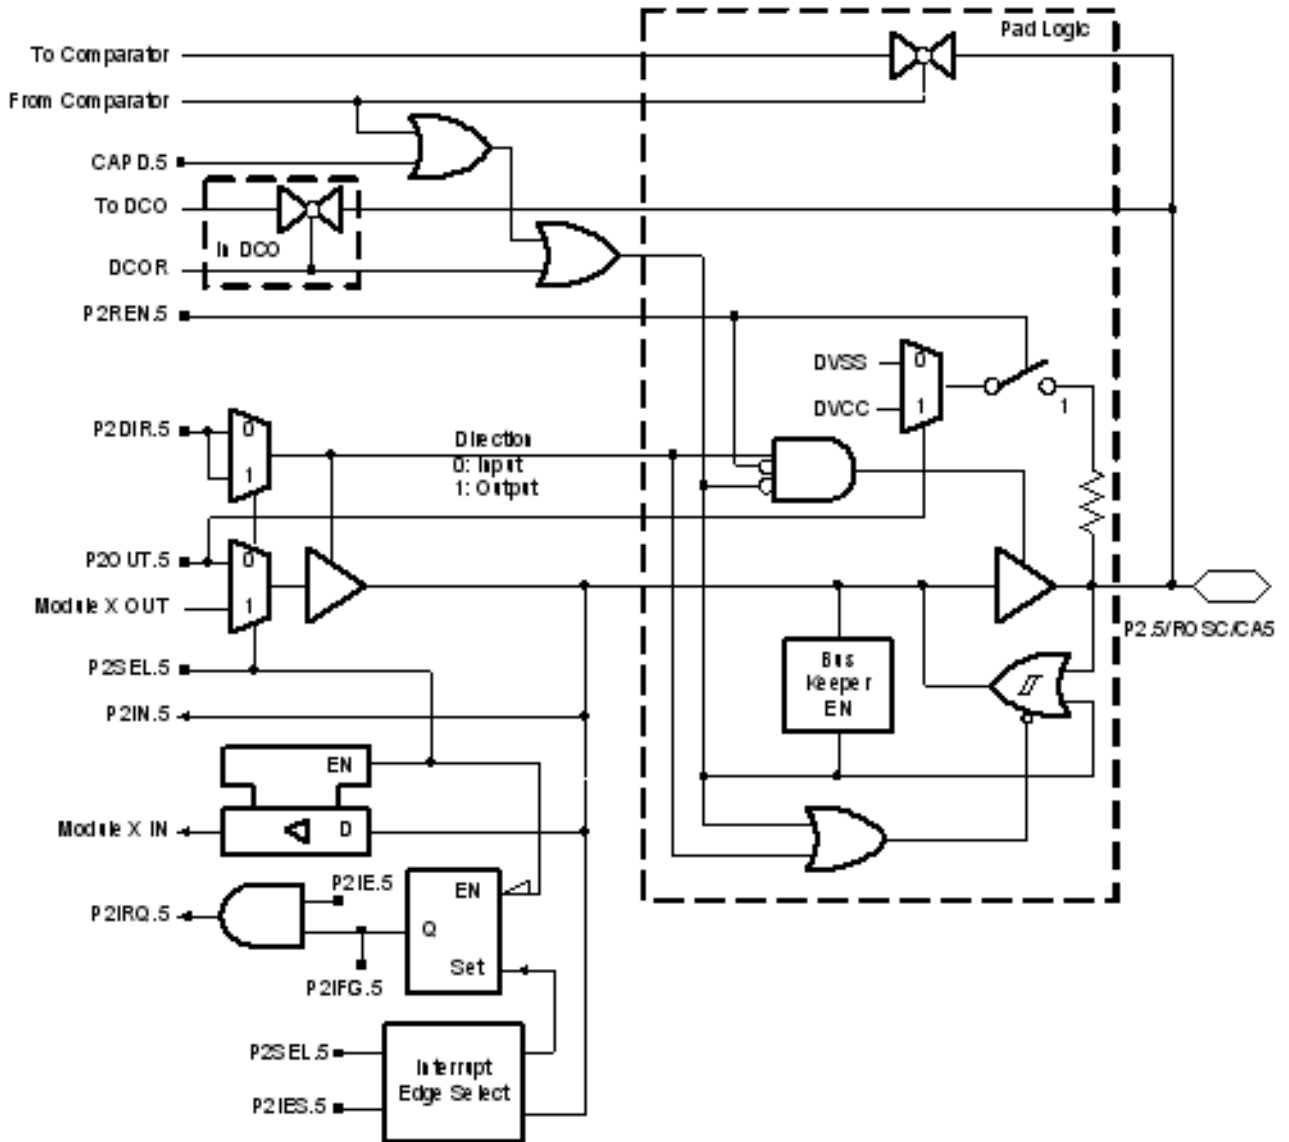 Pad Logic
To Comparator
From Comparator
CAPD.5
To DCO
In DCO
DCOR
P2REN.5
DVSS
0
DVCC
1
1
P2DIR.5
0
1
Direction
0: Input
1: Output
P2OUT.5
0
Module X OUT
1
P2.5/ROSC/CA5
P2SEL.5
Bus
Keeper
EN
P2IN.5
EN
Module X IN
D
P2IE.5
EN
P2IRQ.5
Q
Set
P2IFG.5
P2SEL.5
Interrupt
Edge Select
P2IES.5